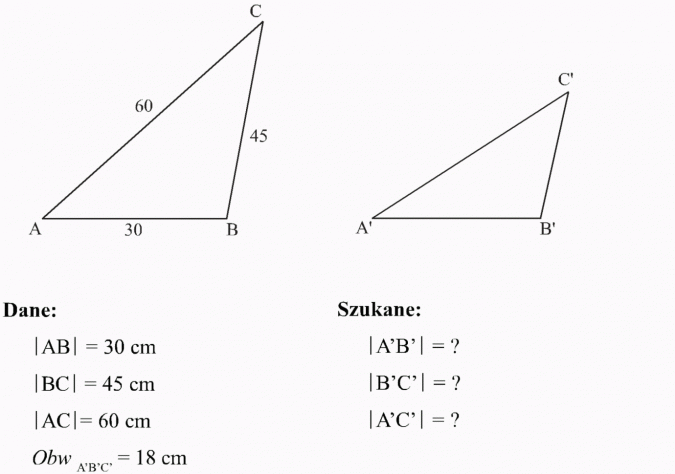 C
60
45
A
30
B
C'
A'
B'
Dane:
|AB| = 30 cm
|BC| = 45 cm
|AC|= 60 cm
Obw A'B'C' = 18 cm
Szukane:
|A’B’| = ?
|B’C’| = ?
|A’C’| = ?